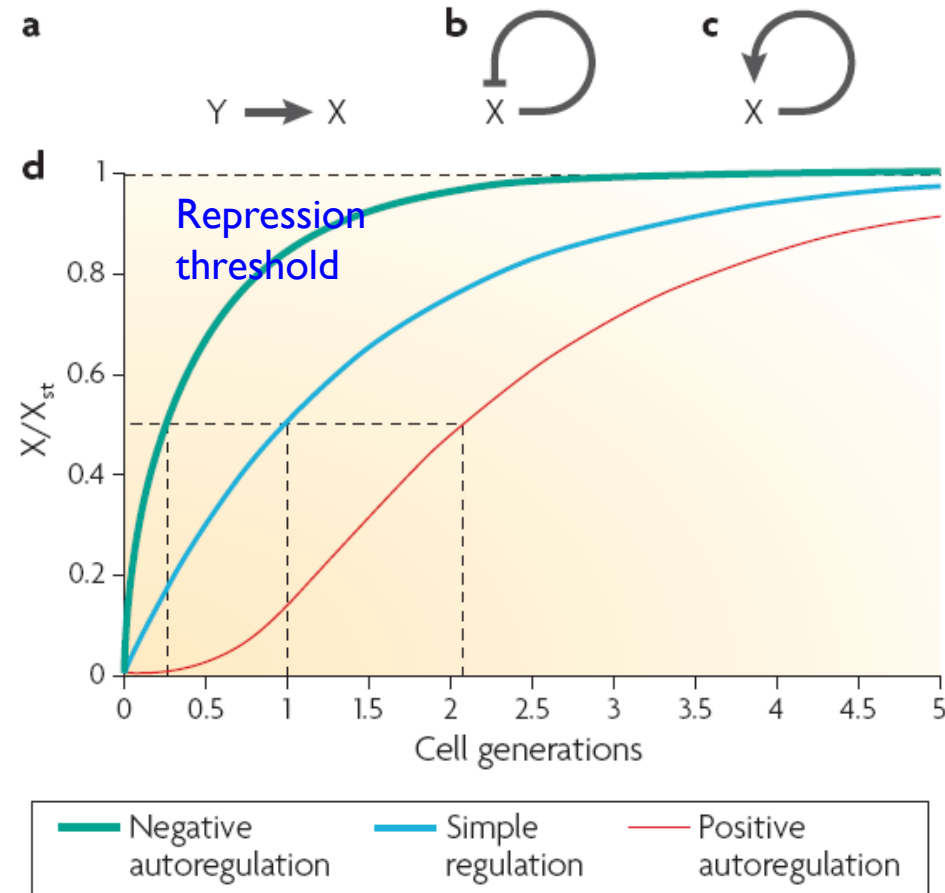 a
b
c
Y X
X
X
d
Repression
threshold
1
0.8
0.6
0.4
0.2
0
X/Xst
0 0.5 1 1.5 2 2.5 3 3.5 4 4.5 5
Cell generations
Negative
autoregulation
Simple
regulation
Positive
autoregulation